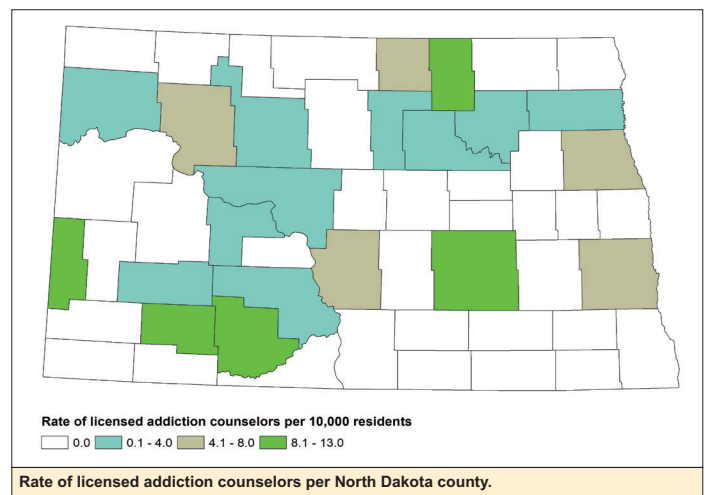 Rate of licensed addiction counselors per 10,000 residents
0.0 0.1 - 4.0 4.1 - 8.0 8.1 - 13.0
Rate of licensed addiction counselors per North Dakota county.